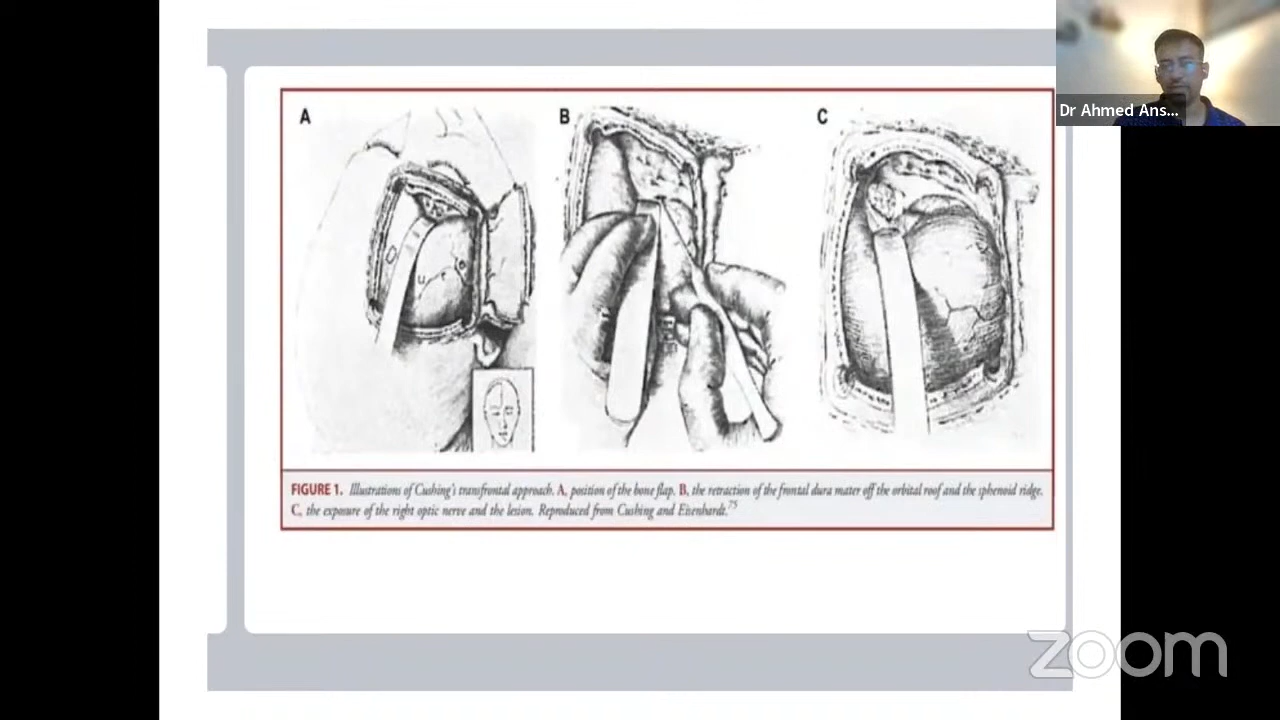 Dr Ahmed Ans...
A
B
C
FIGURE 1. Illustrations of Cushing's transfrontal approach. A, position of the bone flap. B, the retraction of the frontal dura mater off the orbital roof and the sphenoid ridge.
C, the exposure of the right optic nerve and the lesion. Reproduced from Cushing and Eisenhardt.75
zoom